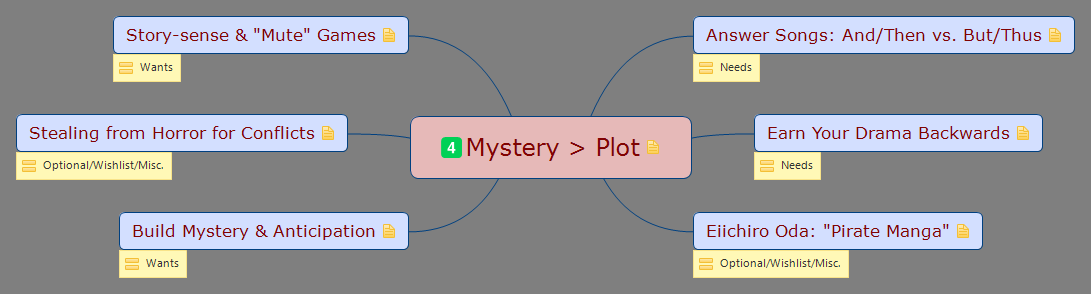 Story-sense & "Mute" Games
Wants
Answer Songs: And/Then vs. But/Thus
Needs
Stealing from Horror for Conflicts
Optional/Wishlist/Misc.
4 Mystery > Plot
Earn Your Drama Backwards
Needs
Build Mystery & Anticipation
Wants
Eiichiro Oda: "Pirate Manga"
Optional/Wishlist/Misc.